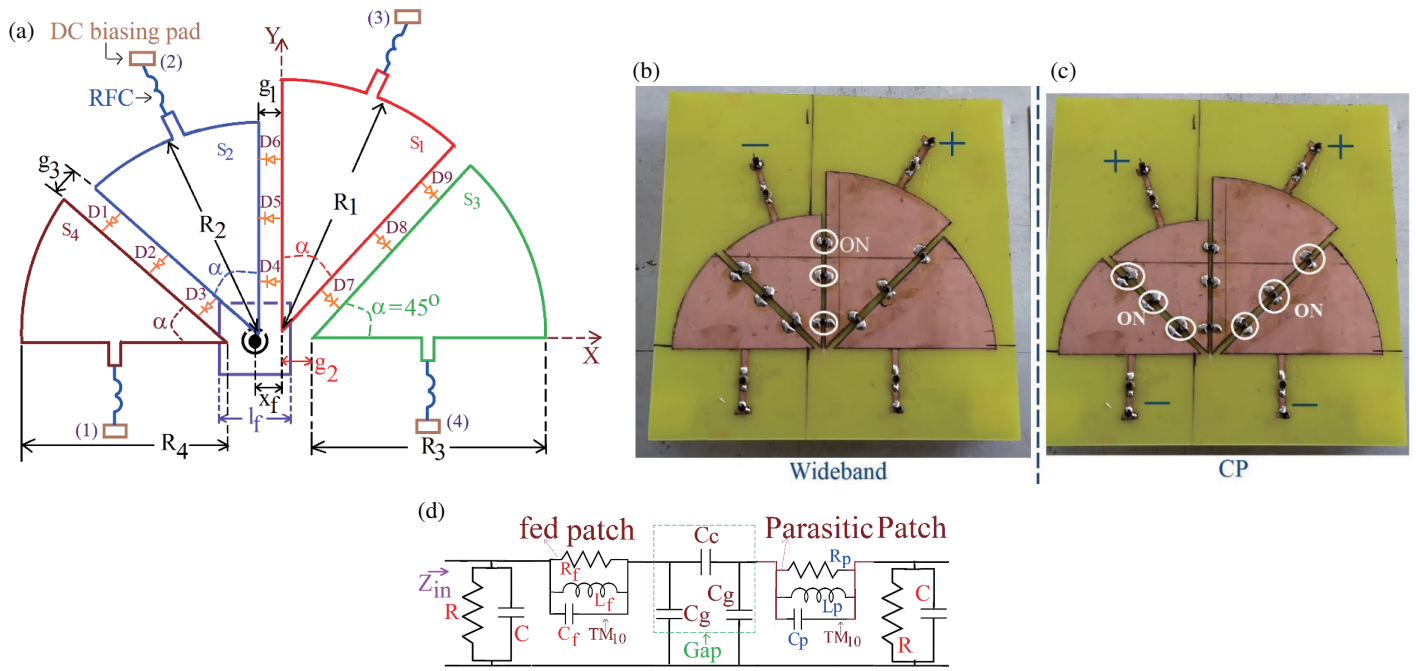 (a)
DC biasing pad
(2)
RFC
(3)
Y
g1
S2
D6
S1
g3
D1
D5
D9
S3
R2
R1
S4
D2
D8
α
α
D3
D4
D7
α
α=45°
X
g2
xf
lf
(1)
(4)
R4
R3
(b)
− +
ON
−
Wideband
(c)
+ +
ON ON
− −
CP
(d)
fed patch
Parasitic Patch
Cc
Zin
Rf
Rp
R
C
Lf
Cg
Cg
Lp
C
R
Cf
TM10
Cp
TM10
Gap